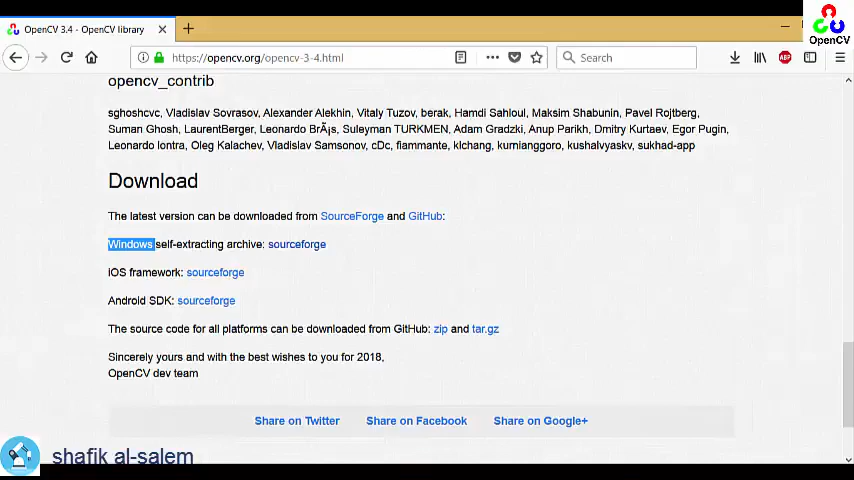 OpenCV 3.4 - OpenCV library
https://opencv.org/opencv-3-4.html
Search
ABP
OpenCV
opencv_contrib
sghoshcvc, Vladislav Sovrasov, Alexander Alekhin, Vitaly Tuzov, berak, Hamdi Sahloul, Maksim Shabunin, Pavel Rojtberg,
Suman Ghosh, LaurentBerger, Leonardo BrÃ¡s, Suleyman TURKMEN, Adam Gradzki, Anup Parikh, Dmitry Kurtaev, Egor Pugin,
Leonardo lontra, Oleg Kalachev, Vladislav Samsonov, cDc, fiammante, klchang, kurnianggoro, kushalvyaskv, sukhad-app
Download
The latest version can be downloaded from SourceForge and GitHub:
Windows self-extracting archive: sourceforge
iOS framework: sourceforge
Android SDK: sourceforge
The source code for all platforms can be downloaded from GitHub: zip and tar.gz
Sincerely yours and with the best wishes to you for 2018,
OpenCV dev team
Share on Twitter Share on Facebook Share on Google+
shafik al-salem